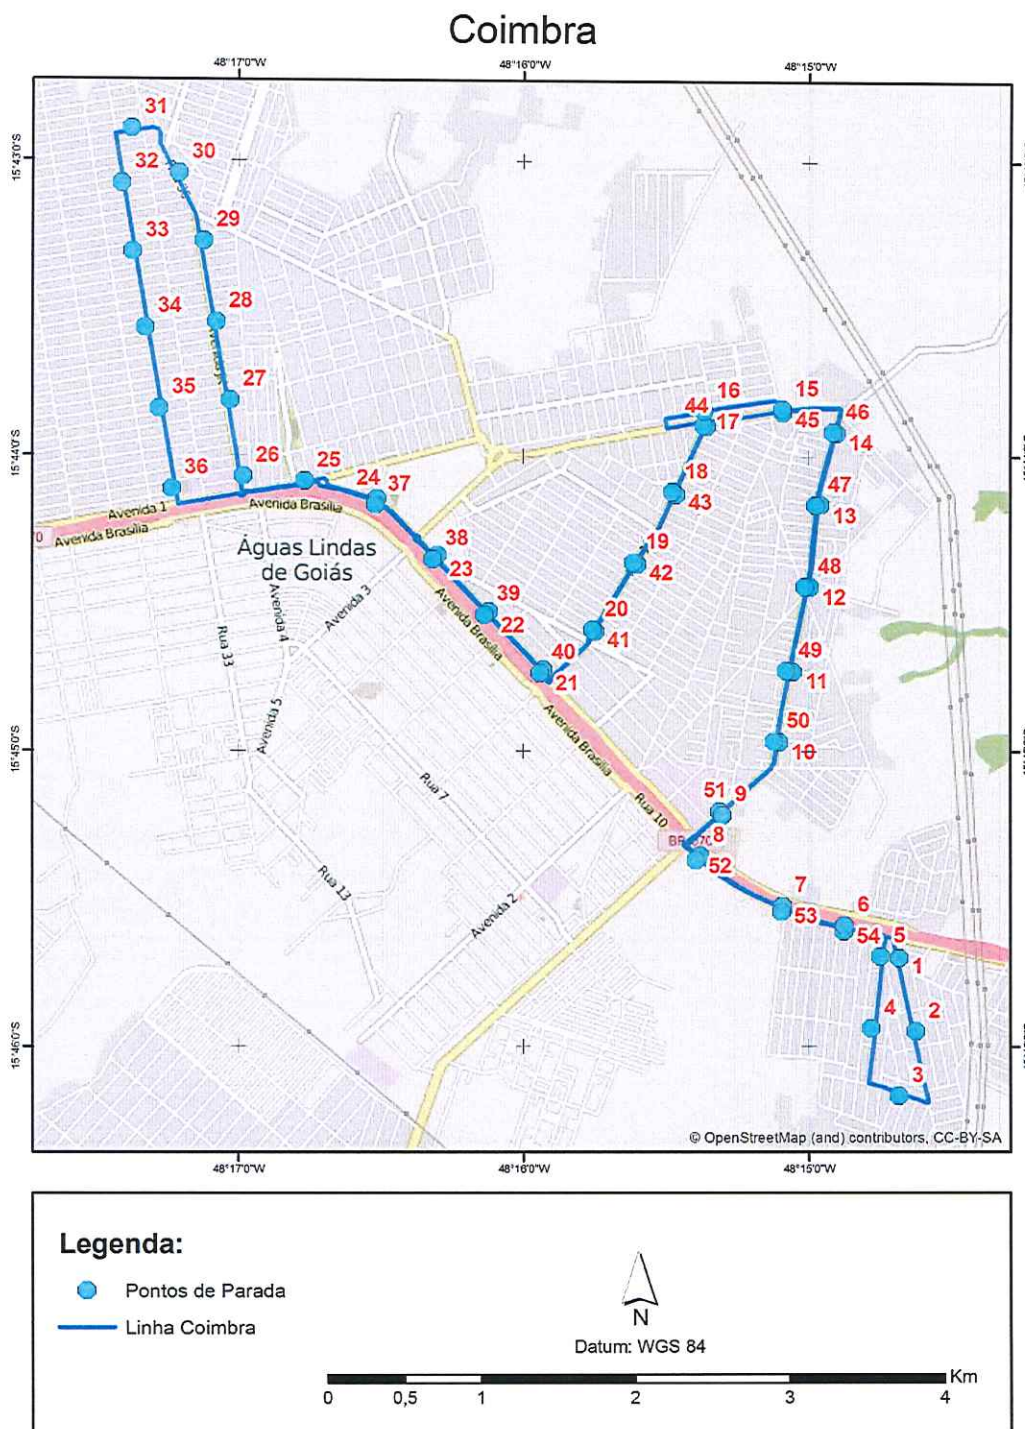 Coimbra
48°17'0"W
48°16'0"W
48°15'0"W
31
15°43'0"S
32
30
33
29
34
28
35
27
16
15
44
17
45
46
14
15°44'0"S
36
26
25
24
37
18
43
47
13
Avenida 1
Avenida Brasília
Avenida Brasília
Águas Lindas
de Goiás
38
23
19
42
48
12
Avenida 3
Avenida 4
Rua 33
39
22
Avenida Brasília
20
41
40
21
49
11
Avenida 5
Avenida Brasília
50
10
15°45'0"S
Rua 7
Rua 10
51
9
8
52
Rua 13
Avenida 2
7
53
6
54
5
1
4
2
15°46'0"S
3
© OpenStreetMap (and) contributors, CC-BY-SA
48°17'0"W
48°16'0"W
48°15'0"W
Legenda:
Pontos de Parada
Linha Coimbra
N
Datum: WGS 84
0
0,5
1
2
3
4
Km